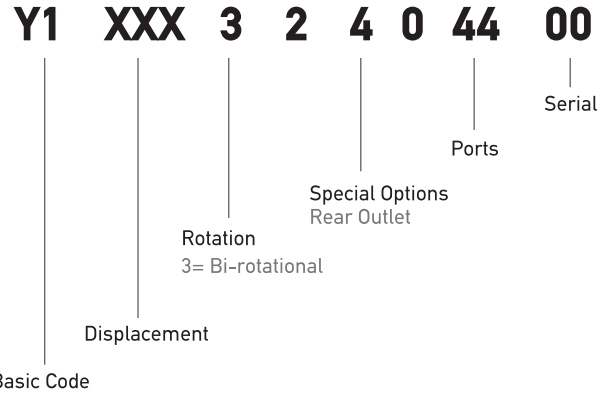 Y1 XXX 3 2 4 0 44 00
Serial
Ports
Special Options
Rear Outlet
Rotation
3= Bi-rotational
Displacement
Basic Code